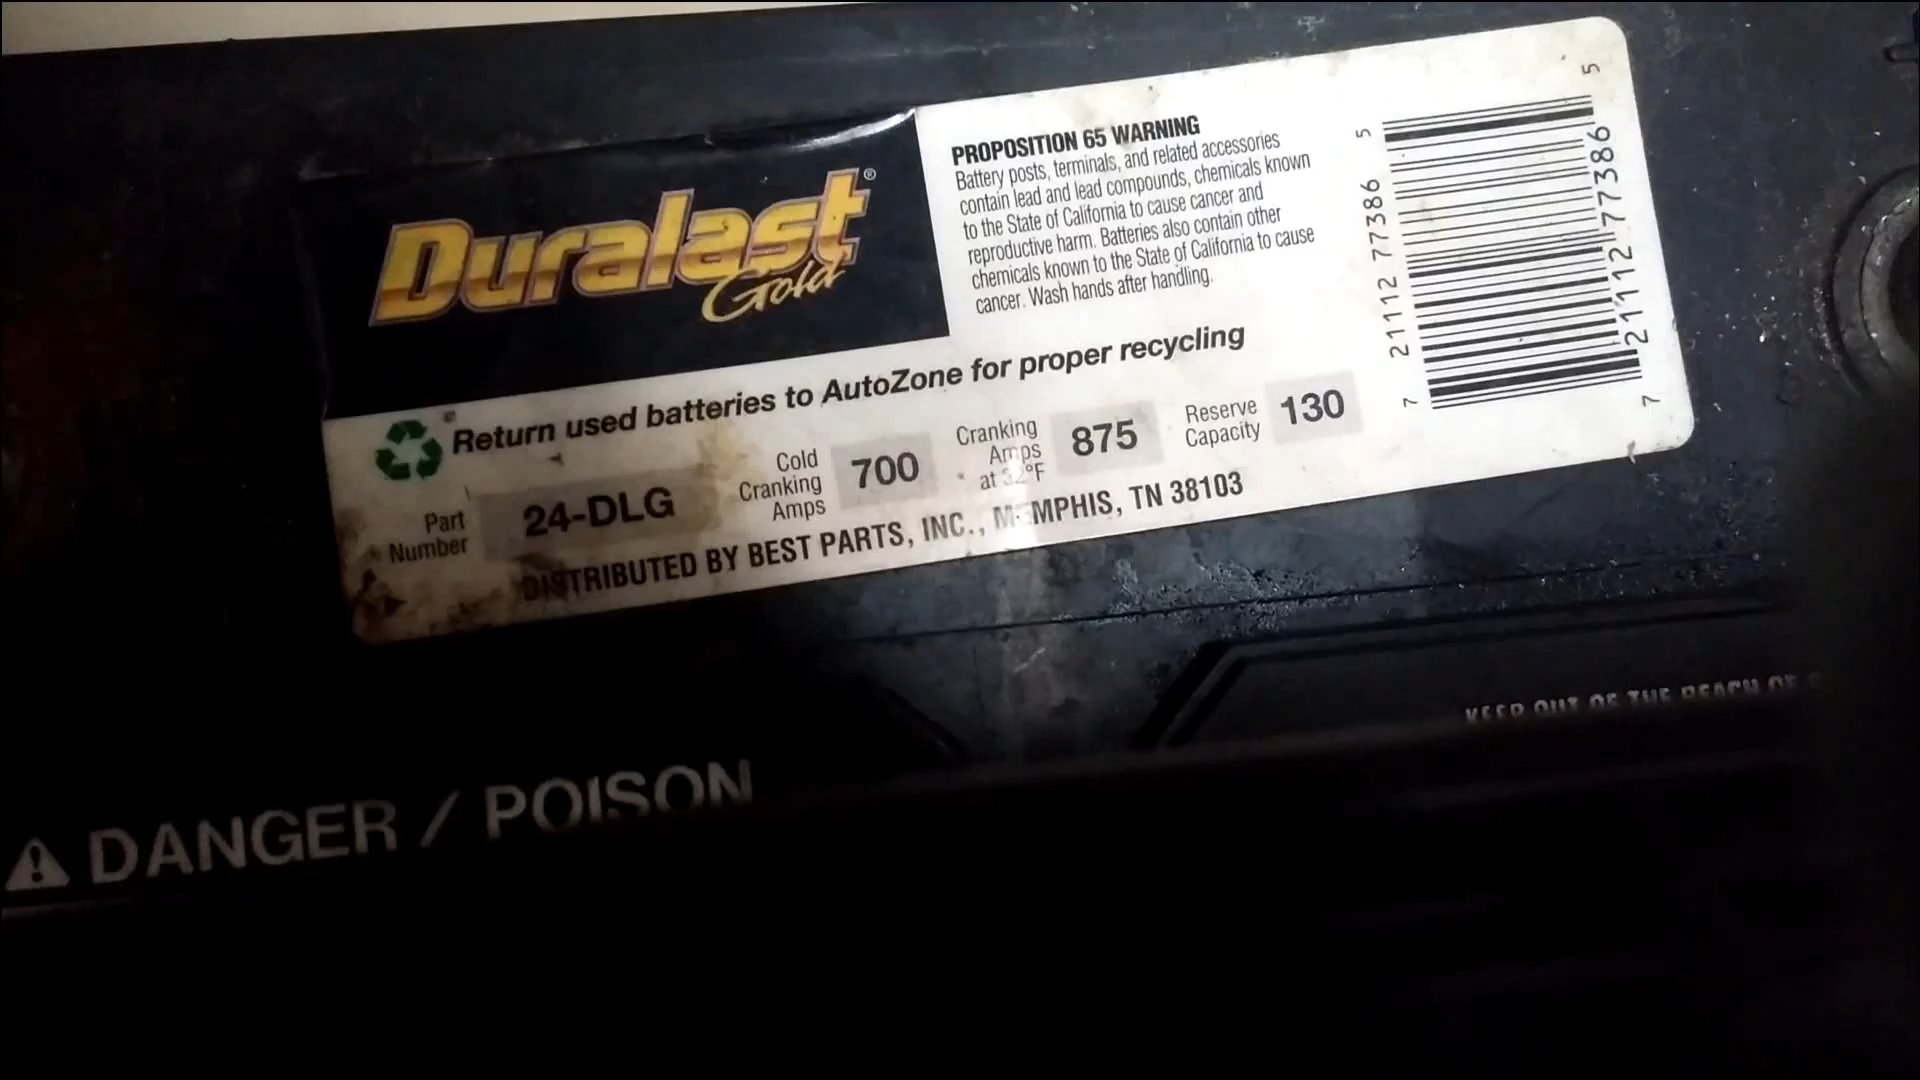 Duralast®
Gold
PROPOSITION 65 WARNING
Battery posts, terminals, and related accessories
contain lead and lead compounds, chemicals known
to the State of California to cause cancer and
reproductive harm. Batteries also contain other
chemicals known to the State of California to cause
cancer. Wash hands after handling.
7 21112 77386 5
7 21112 77386 5
Return used batteries to AutoZone for proper recycling
Part
Number
24-DLG
Cold
Cranking
Amps
700
Cranking
Amps
at 32°F
875
Reserve
Capacity
130
DISTRIBUTED BY BEST PARTS, INC., MEMPHIS, TN 38103
KEEP OUT OF THE REACH OF
DANGER / POISON